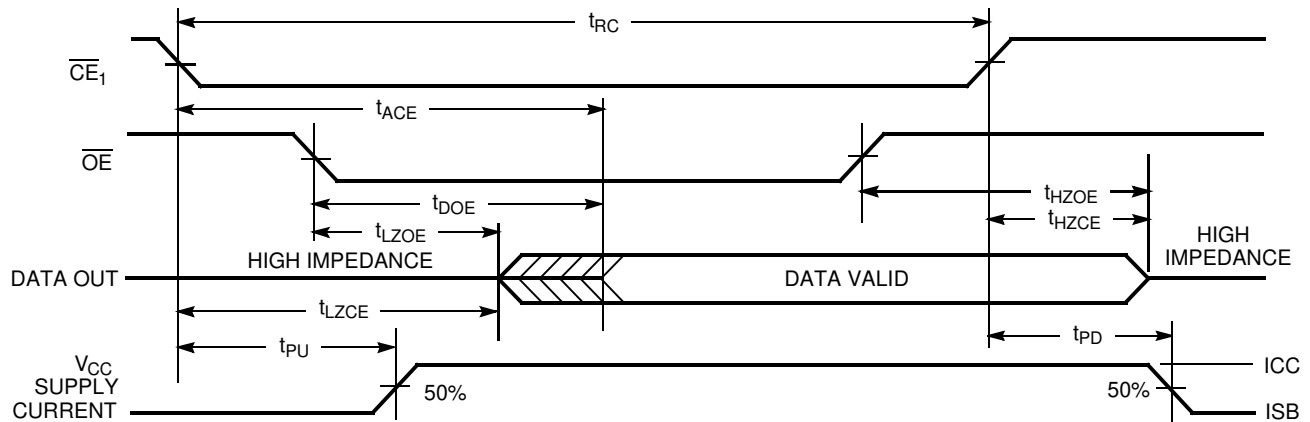 tRC
CE1
tACE
OE
tDOE
tHZOE
tLZOE
tHZCE
HIGH IMPEDANCE
HIGH
IMPEDANCE
DATA OUT
DATA VALID
tLZCE
tPU
tPD
VCC
SUPPLY
CURRENT
50%
50%
ICC
ISB